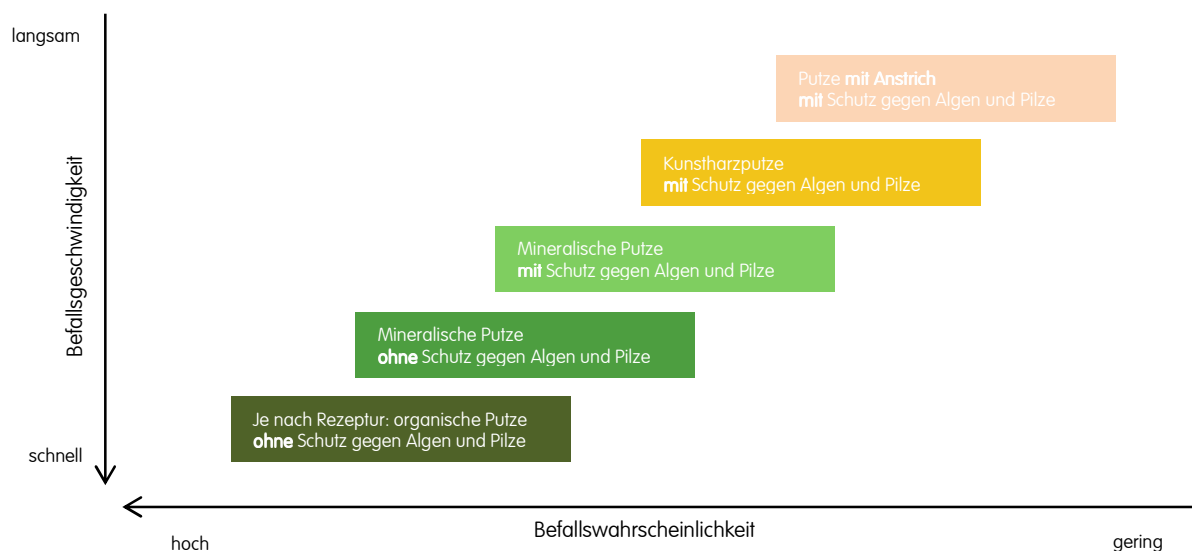 langsam
Putze mit Anstrich
mit Schutz gegen Algen und Pilze
Kunstharzputze
mit Schutz gegen Algen und Pilze
Befallsgeschwindigkeit
Mineralische Putze
mit Schutz gegen Algen und Pilze
Mineralische Putze
ohne Schutz gegen Algen und Pilze
Je nach Rezeptur: organische Putze
ohne Schutz gegen Algen und Pilze
schnell
Befallswahrscheinlichkeit
hoch
gering